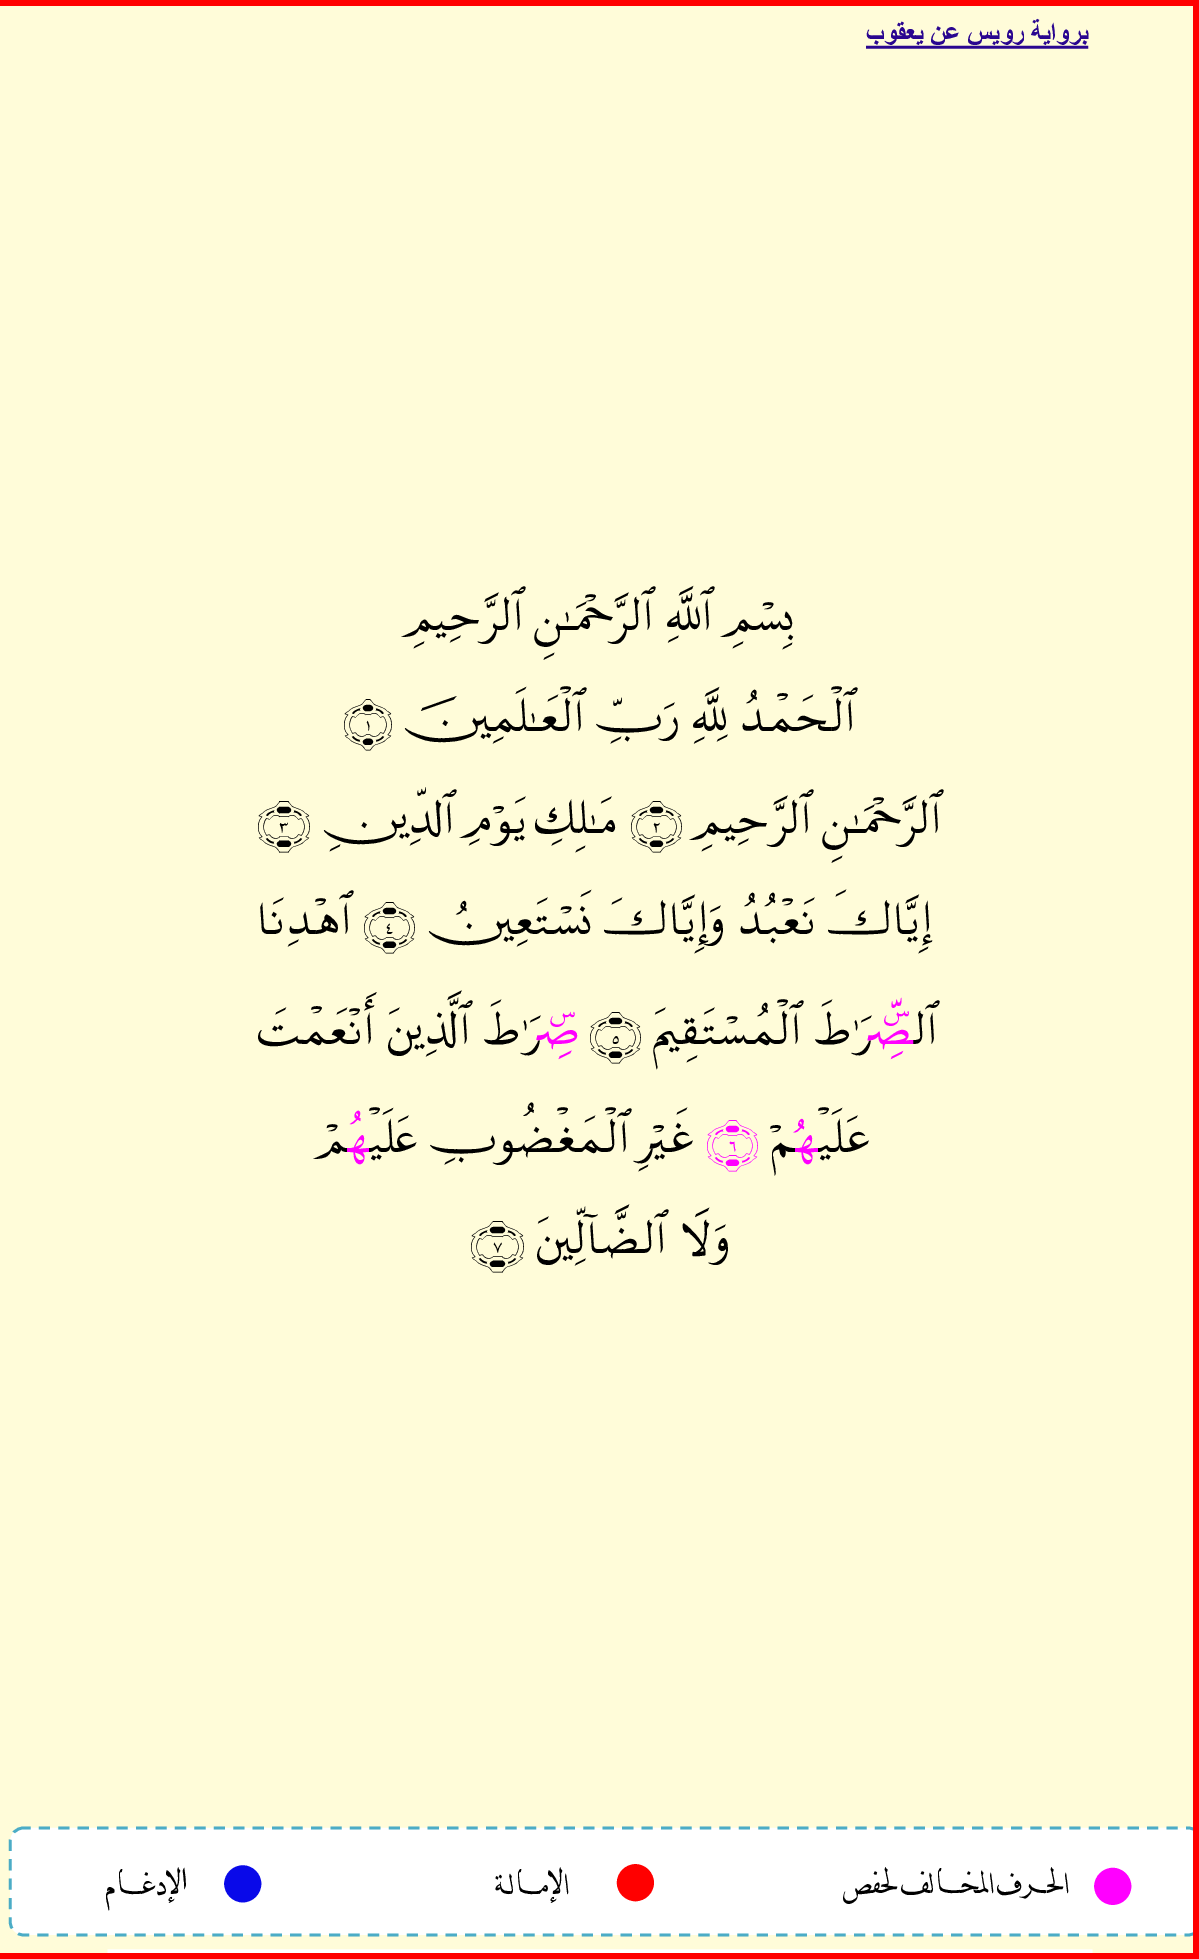 برواية رويس عن يعقوب
بِسۡمِ ٱللَّهِ ٱلرَّحۡمَٰنِ ٱلرَّحِيمِ
ٱلۡحَمۡدُ لِلَّهِ رَبِّ ٱلۡعَٰلَمِينَ ١
ٱلرَّحۡمَٰنِ ٱلرَّحِيمِ ٢ مَٰلِكِ يَوۡمِ ٱلدِّينِ ٣
إِيَّاكَ نَعۡبُدُ وَإِيَّاكَ نَسۡتَعِينُ ٤ ٱهۡدِنَا
ٱلصِّۜرَٰطَ ٱلۡمُسۡتَقِيمَ ٥ صِۜرَٰطَ ٱلَّذِينَ أَنۡعَمۡتَ
عَلَيۡهُمۡ ٦ غَيۡرِ ٱلۡمَغۡضُوبِ عَلَيۡهُمۡ
وَلَا ٱلضَّآلِّينَ ٧
الحرف المخالف لحفص الإمالة الإدغام